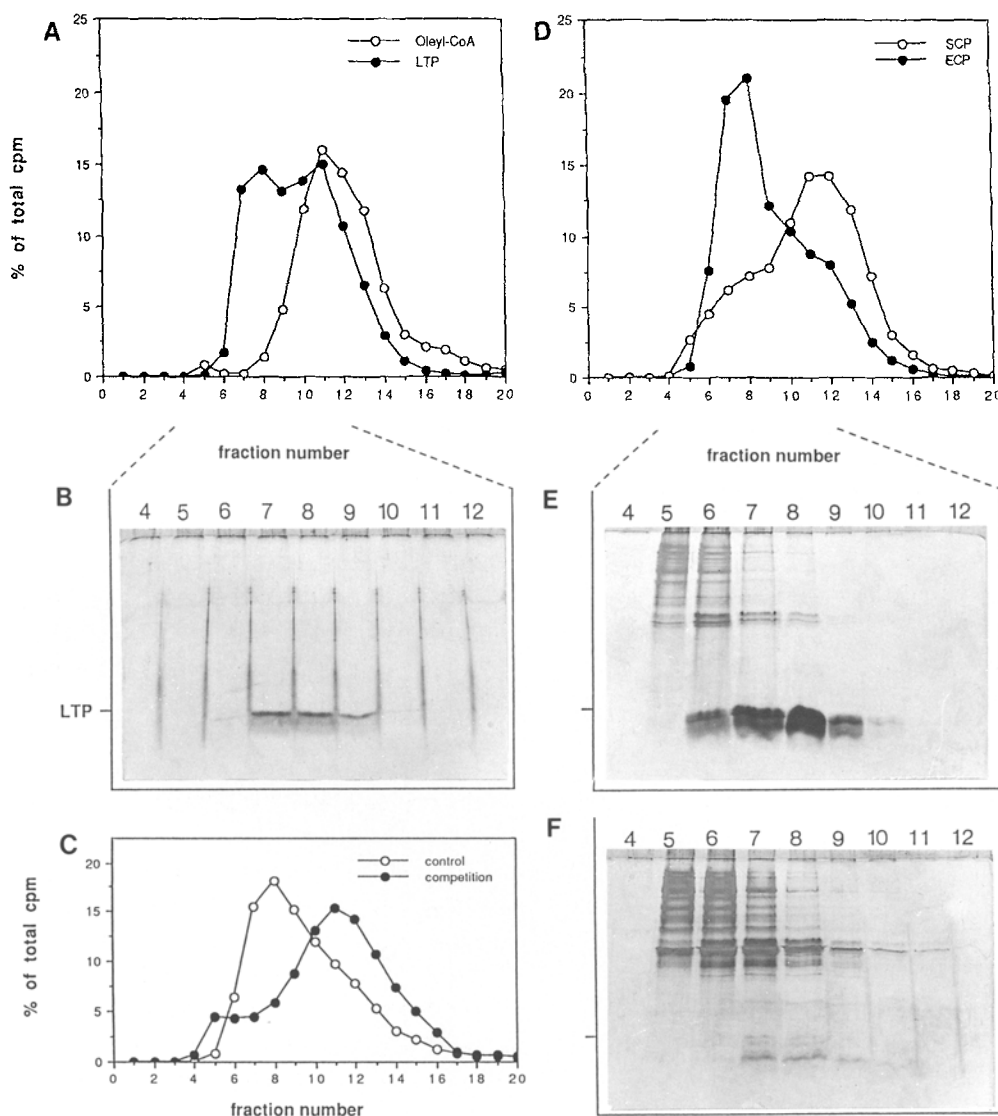 A
25
20
15
10
5
0
% of total cpm
Oleyl-CoA
LTP
0 2 4 6 8 10 12 14 16 18 20
fraction number
B
4 5 6 7 8 9 10 11 12
LTP
C
20
15
10
5
0
% of total cpm
control
competition
0 2 4 6 8 10 12 14 16 18 20
fraction number
D
25
20
15
10
5
0
SCP
ECP
0 2 4 6 8 10 12 14 16 18 20
fraction number
E
4 5 6 7 8 9 10 11 12
F
4 5 6 7 8 9 10 11 12